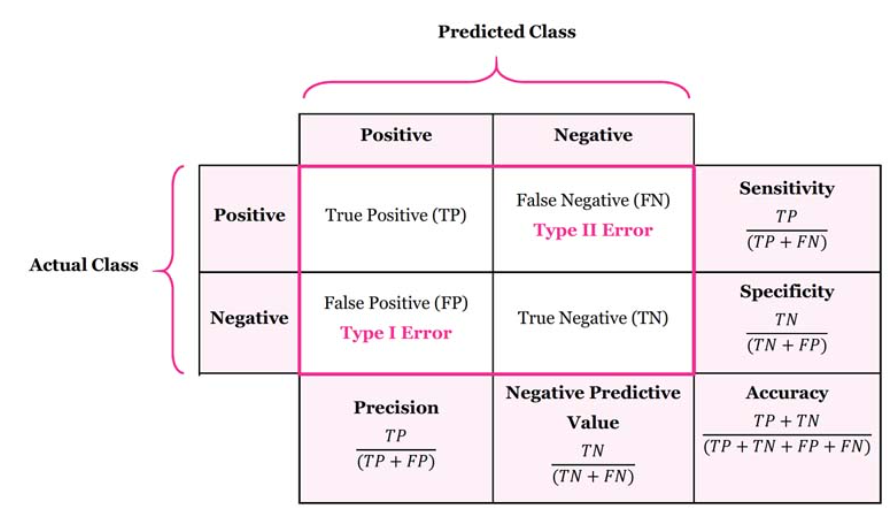 Predicted Class
Positive
Negative
Actual Class
Positive
True Positive (TP)
False Negative (FN)
Type II Error
Sensitivity
TP
(TP + FN)
Negative
False Positive (FP)
Type I Error
True Negative (TN)
Specificity
TN
(TN + FP)
Precision
TP
(TP + FP)
Negative Predictive
Value
TN
(TN + FN)
Accuracy
TP + TN
(TP + TN + FP + FN)